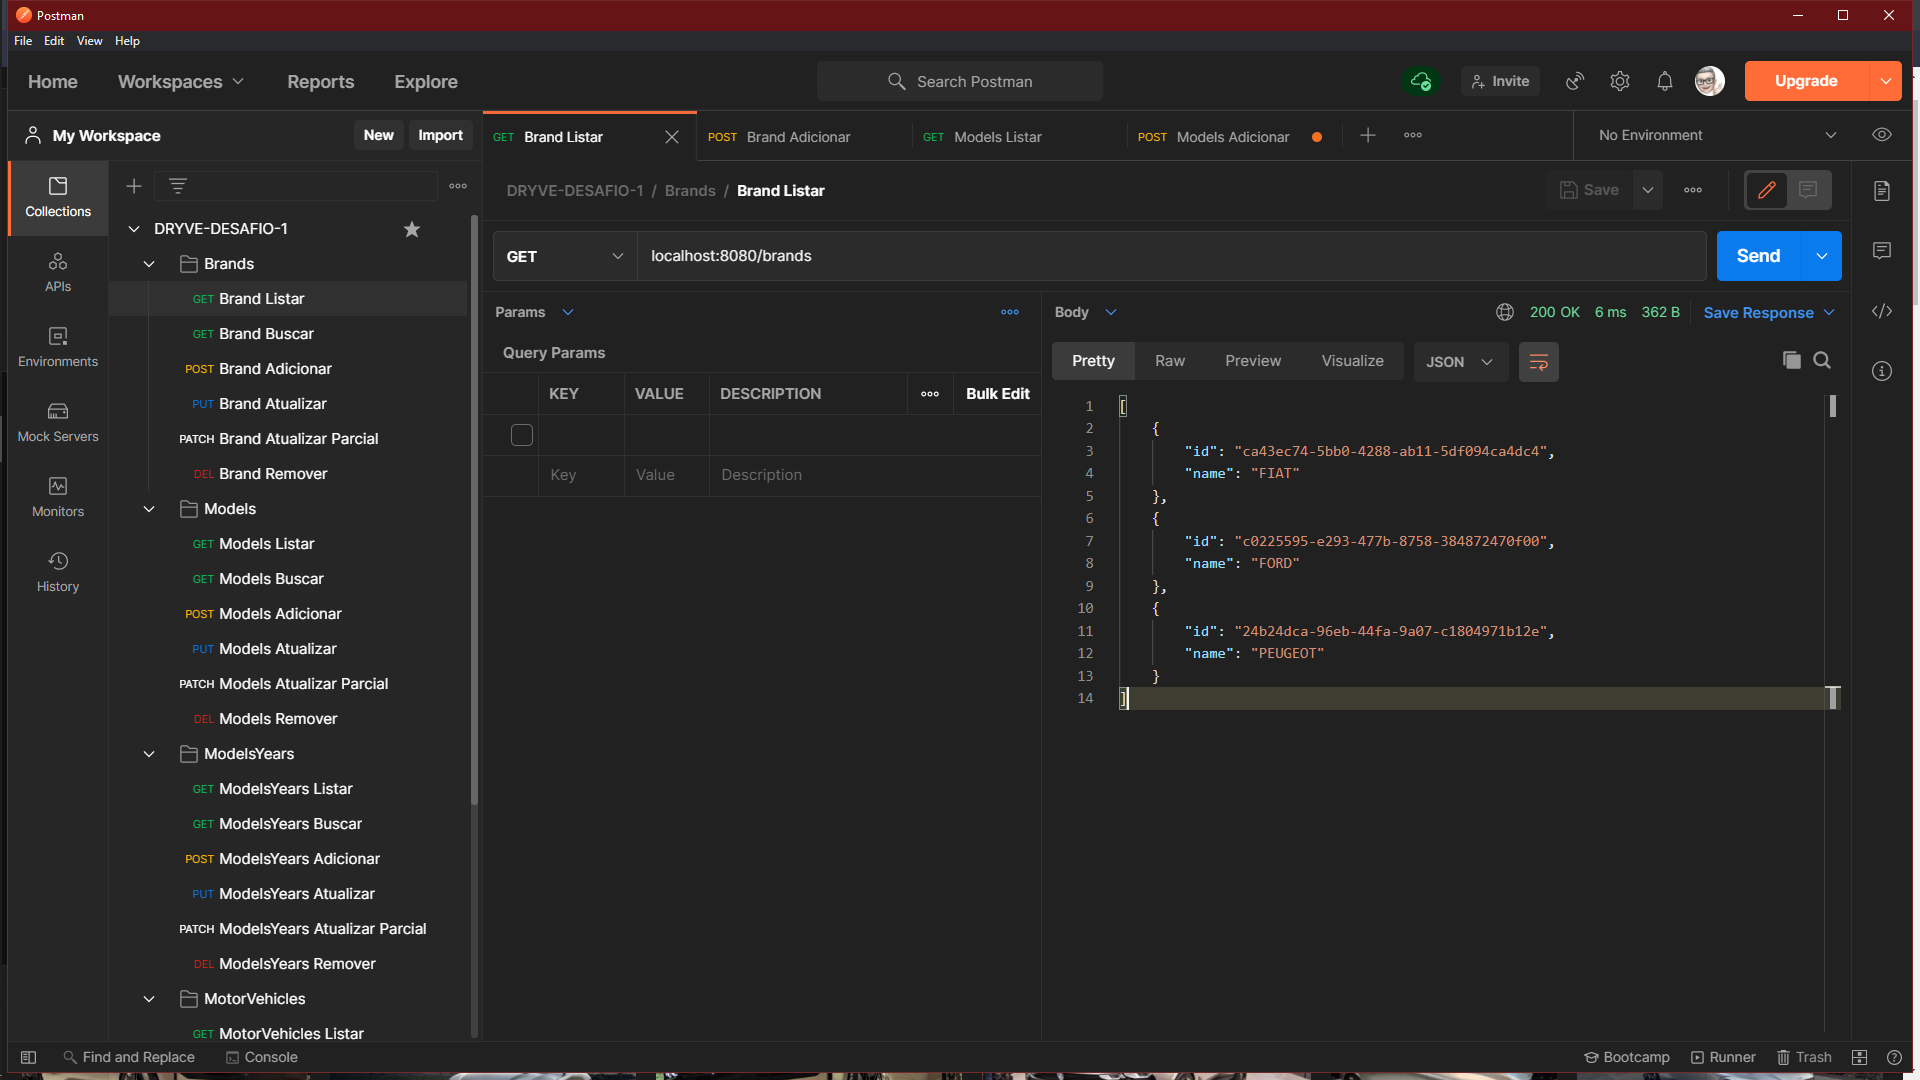 Postman
File Edit View Help
Home Workspaces Reports Explore Search Postman Invite Upgrade
My Workspace New Import
GET Brand Listar POST Brand Adicionar GET Models Listar POST Models Adicionar No Environment
DRYVE-DESAFIO-1 / Brands / Brand Listar Save
GET localhost:8080/brands Send
Collections
APIs
Environments
Mock Servers
Monitors
History
DRYVE-DESAFIO-1
Brands
GET Brand Listar
GET Brand Buscar
POST Brand Adicionar
PUT Brand Atualizar
PATCH Brand Atualizar Parcial
DEL Brand Remover
Models
GET Models Listar
GET Models Buscar
POST Models Adicionar
PUT Models Atualizar
PATCH Models Atualizar Parcial
DEL Models Remover
ModelsYears
GET ModelsYears Listar
GET ModelsYears Buscar
POST ModelsYears Adicionar
PUT ModelsYears Atualizar
PATCH ModelsYears Atualizar Parcial
DEL ModelsYears Remover
MotorVehicles
GET MotorVehicles Listar
Params
Query Params
KEY VALUE DESCRIPTION Bulk Edit
Key Value Description
Body 200 OK 6 ms 362 B Save Response
Pretty Raw Preview Visualize JSON
1 [
2 {
3 "id": "ca43ec74-5bb0-4288-ab11-5df094ca4dc4",
4 "name": "FIAT"
5 },
6 {
7 "id": "c0225595-e293-477b-8758-384872470f00",
8 "name": "FORD"
9 },
10 {
11 "id": "24b24dca-96eb-44fa-9a07-c1804971b12e",
12 "name": "PEUGEOT"
13 }
14 ]
Find and Replace Console Bootcamp Runner Trash